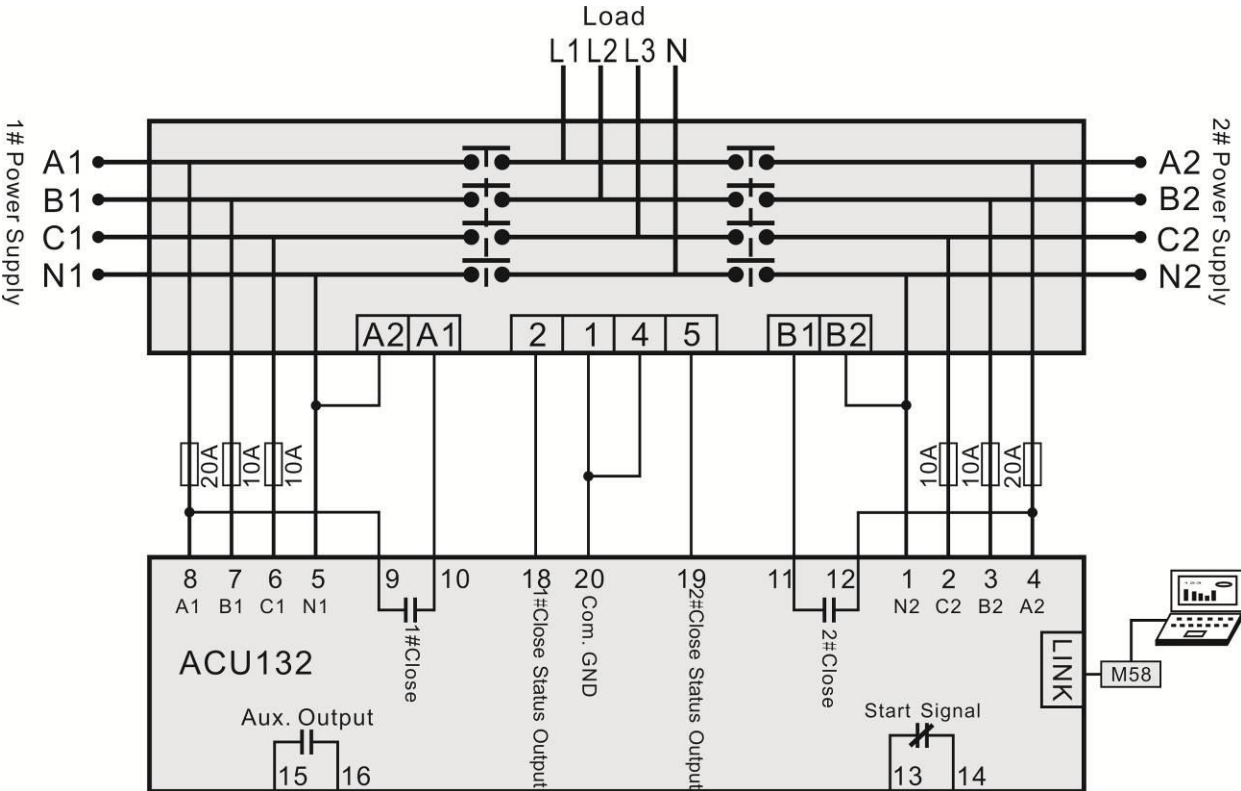 Load
L1 L2 L3 N
1# Power Supply
A1
B1
C1
N1
A2
B2
C2
N2
2# Power Supply
A2 A1
2 1 4 5
B1 B2
20A
10A
10A
10A
10A
20A
8 7 6 5 9 10 18 20 19 11 12 1 2 3 4
A1 B1 C1 N1
N2 C2 B2 A2
1#Close
1#Close Status Output
Com. GND
2#Close Status Output
2#Close
ACU132
LINK
M58
Aux. Output
15 16
Start Signal
13 14